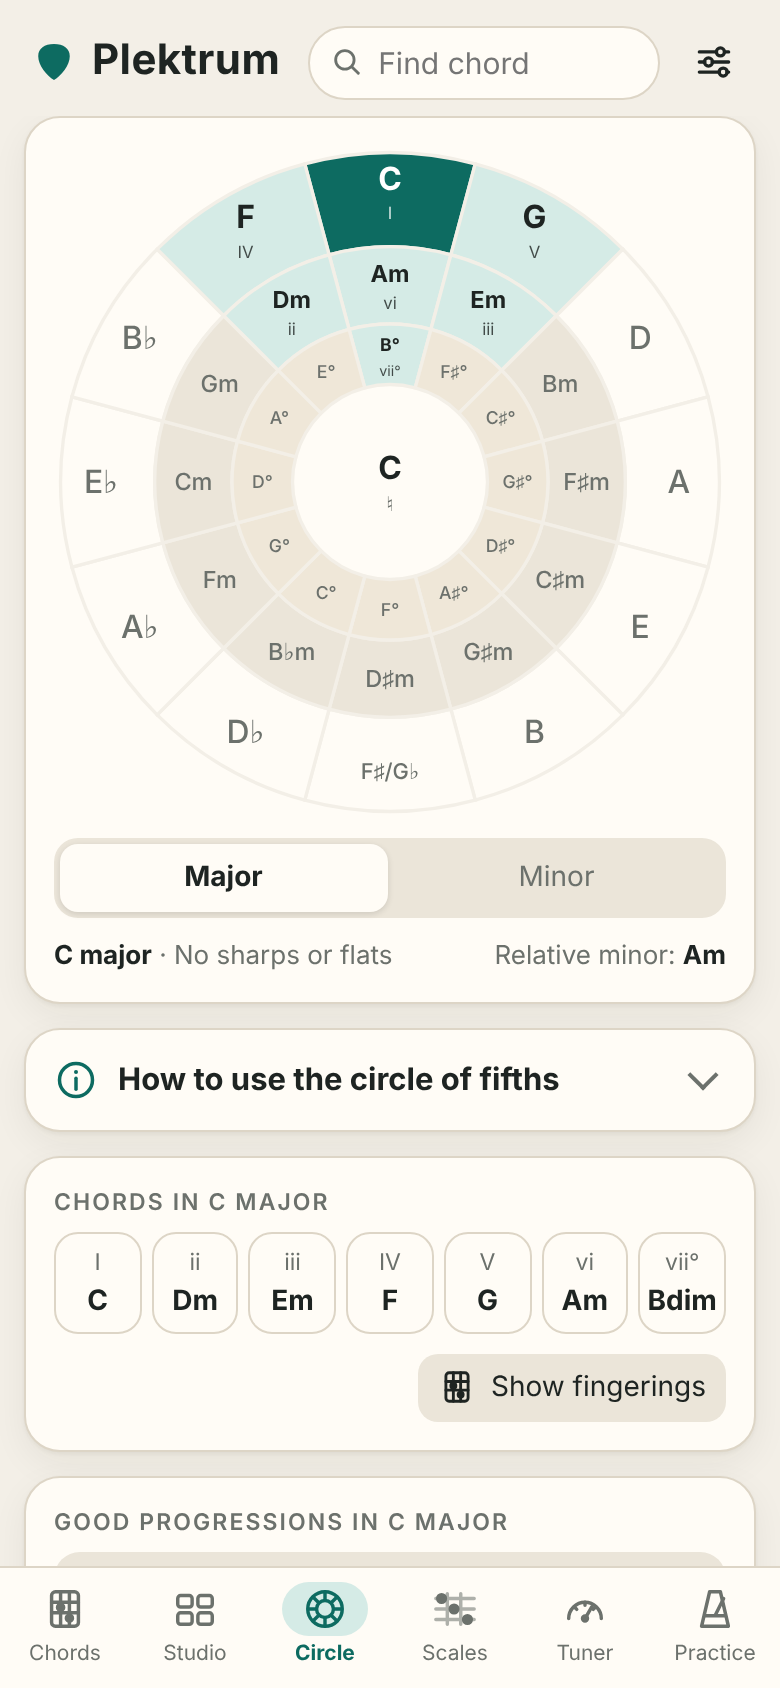 Plektrum
Find chord
C
I
F
IV
G
V
Am
vi
Dm
ii
Em
iii
B°
vii°
E°
F♯°
B♭
D
Gm
Bm
A°
C♯°
E♭
Cm
D°
C
♮
G♯°
F♯m
A
G°
D♯°
Fm
C♯m
C°
A♯°
F°
A♭
E
B♭m
G♯m
D♯m
D♭
B
F♯/G♭
Major
Minor
C major · No sharps or flats
Relative minor: Am
How to use the circle of fifths
CHORDS IN C MAJOR
I
ii
iii
IV
V
vi
vii°
C
Dm
Em
F
G
Am
Bdim
Show fingerings
GOOD PROGRESSIONS IN C MAJOR
Chords
Studio
Circle
Scales
Tuner
Practice